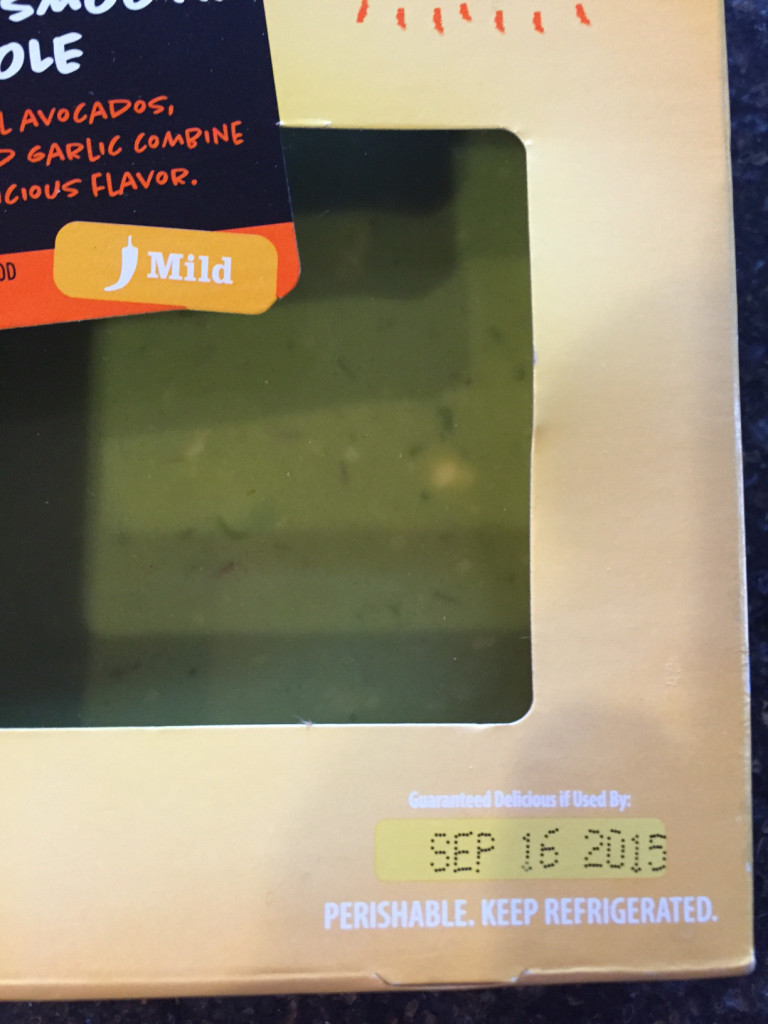 OLE
AVOCADOS,
GARLIC COMBINE
FLAVOR.
Mild
Guaranteed Delicious if Used By:
SEP 16 2015
PERISHABLE. KEEP REFRIGERATED.